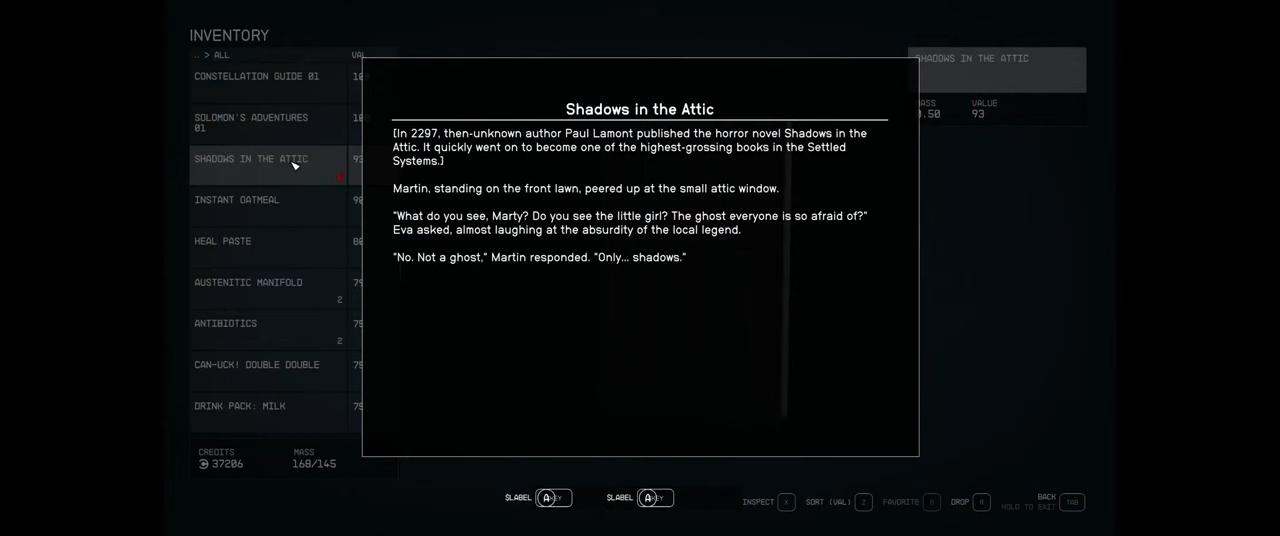 INVENTORY
.. > ALL
VAL
CONSTELLATION GUIDE 01
SOLOMON'S ADVENTURES
01
SHADOWS IN THE ATTIC
93
INSTANT OATMEAL
HEAL PASTE
AUSTENITIC MANIFOLD
2
ANTIBIOTICS
2
CAN-UCK! DOUBLE DOUBLE
DRINK PACK: MILK
CREDITS
37206
MASS
168/145
Shadows in the Attic
[In 2297, then-unknown author Paul Lamont published the horror novel Shadows in the
Attic. It quickly went on to become one of the highest-grossing books in the Settled
Systems.]
Martin, standing on the front lawn, peered up at the small attic window.
"What do you see, Marty? Do you see the little girl? The ghost everyone is so afraid of?"
Eva asked, almost laughing at the absurdity of the local legend.
"No. Not a ghost," Martin responded. "Only... shadows."
SHADOWS IN THE ATTIC
ASS
VALUE
.50
93
$LABEL
$LABEL
INSPECT X
SORT (VAL) Z
FAVORITE
DROP R
BACK
HOLD TO EXIT
TAB